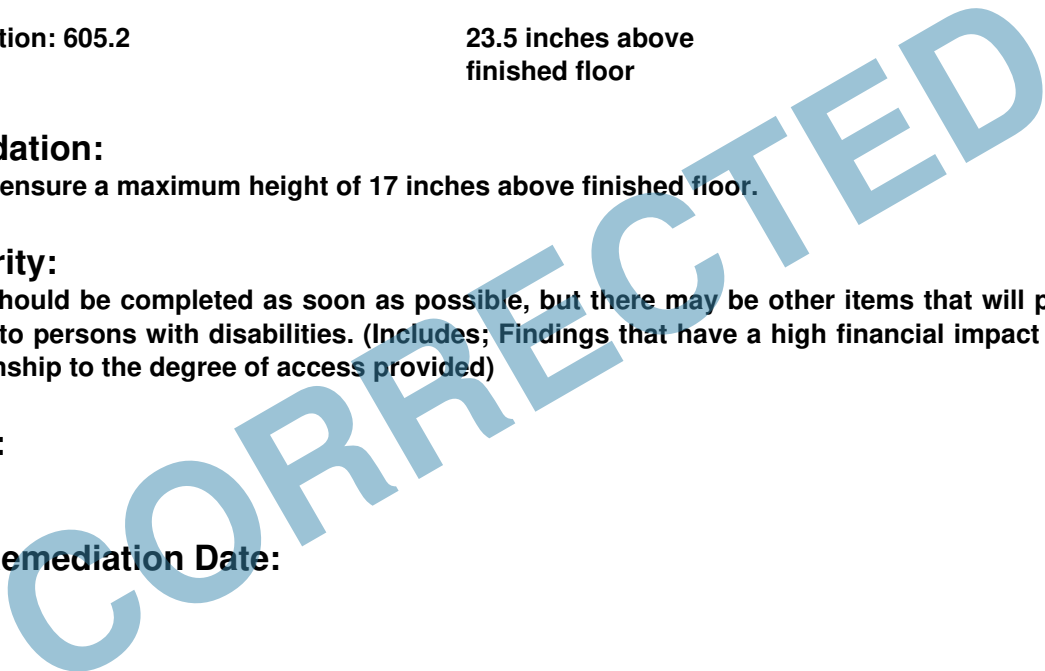 tion: 605.2
23.5 inches above
finished floor
dation:
ensure a maximum height of 17 inches above finished floor.
rity:
hould be completed as soon as possible, but there may be other items that will p
to persons with disabilities. (Includes; Findings that have a high financial impact
nship to the degree of access provided)
:
emediation Date:
CORRECTED